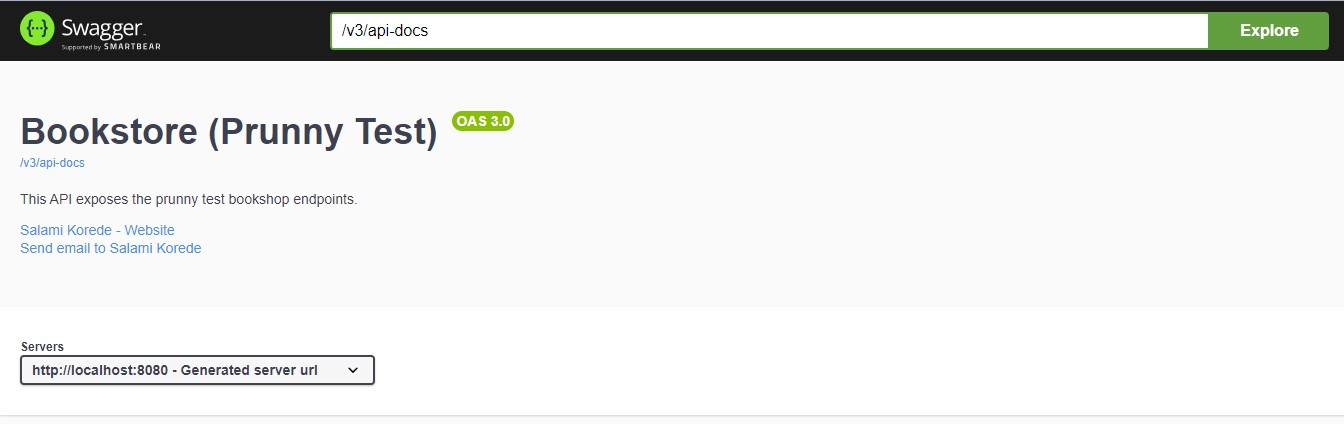 Swagger
Supported by SMARTBEAR
/v3/api-docs
Explore
Bookstore (Prunny Test)
OAS 3.0
/v3/api-docs
This API exposes the prunny test bookshop endpoints.
Salami Korede - Website
Send email to Salami Korede
Servers
http://localhost:8080 - Generated server url